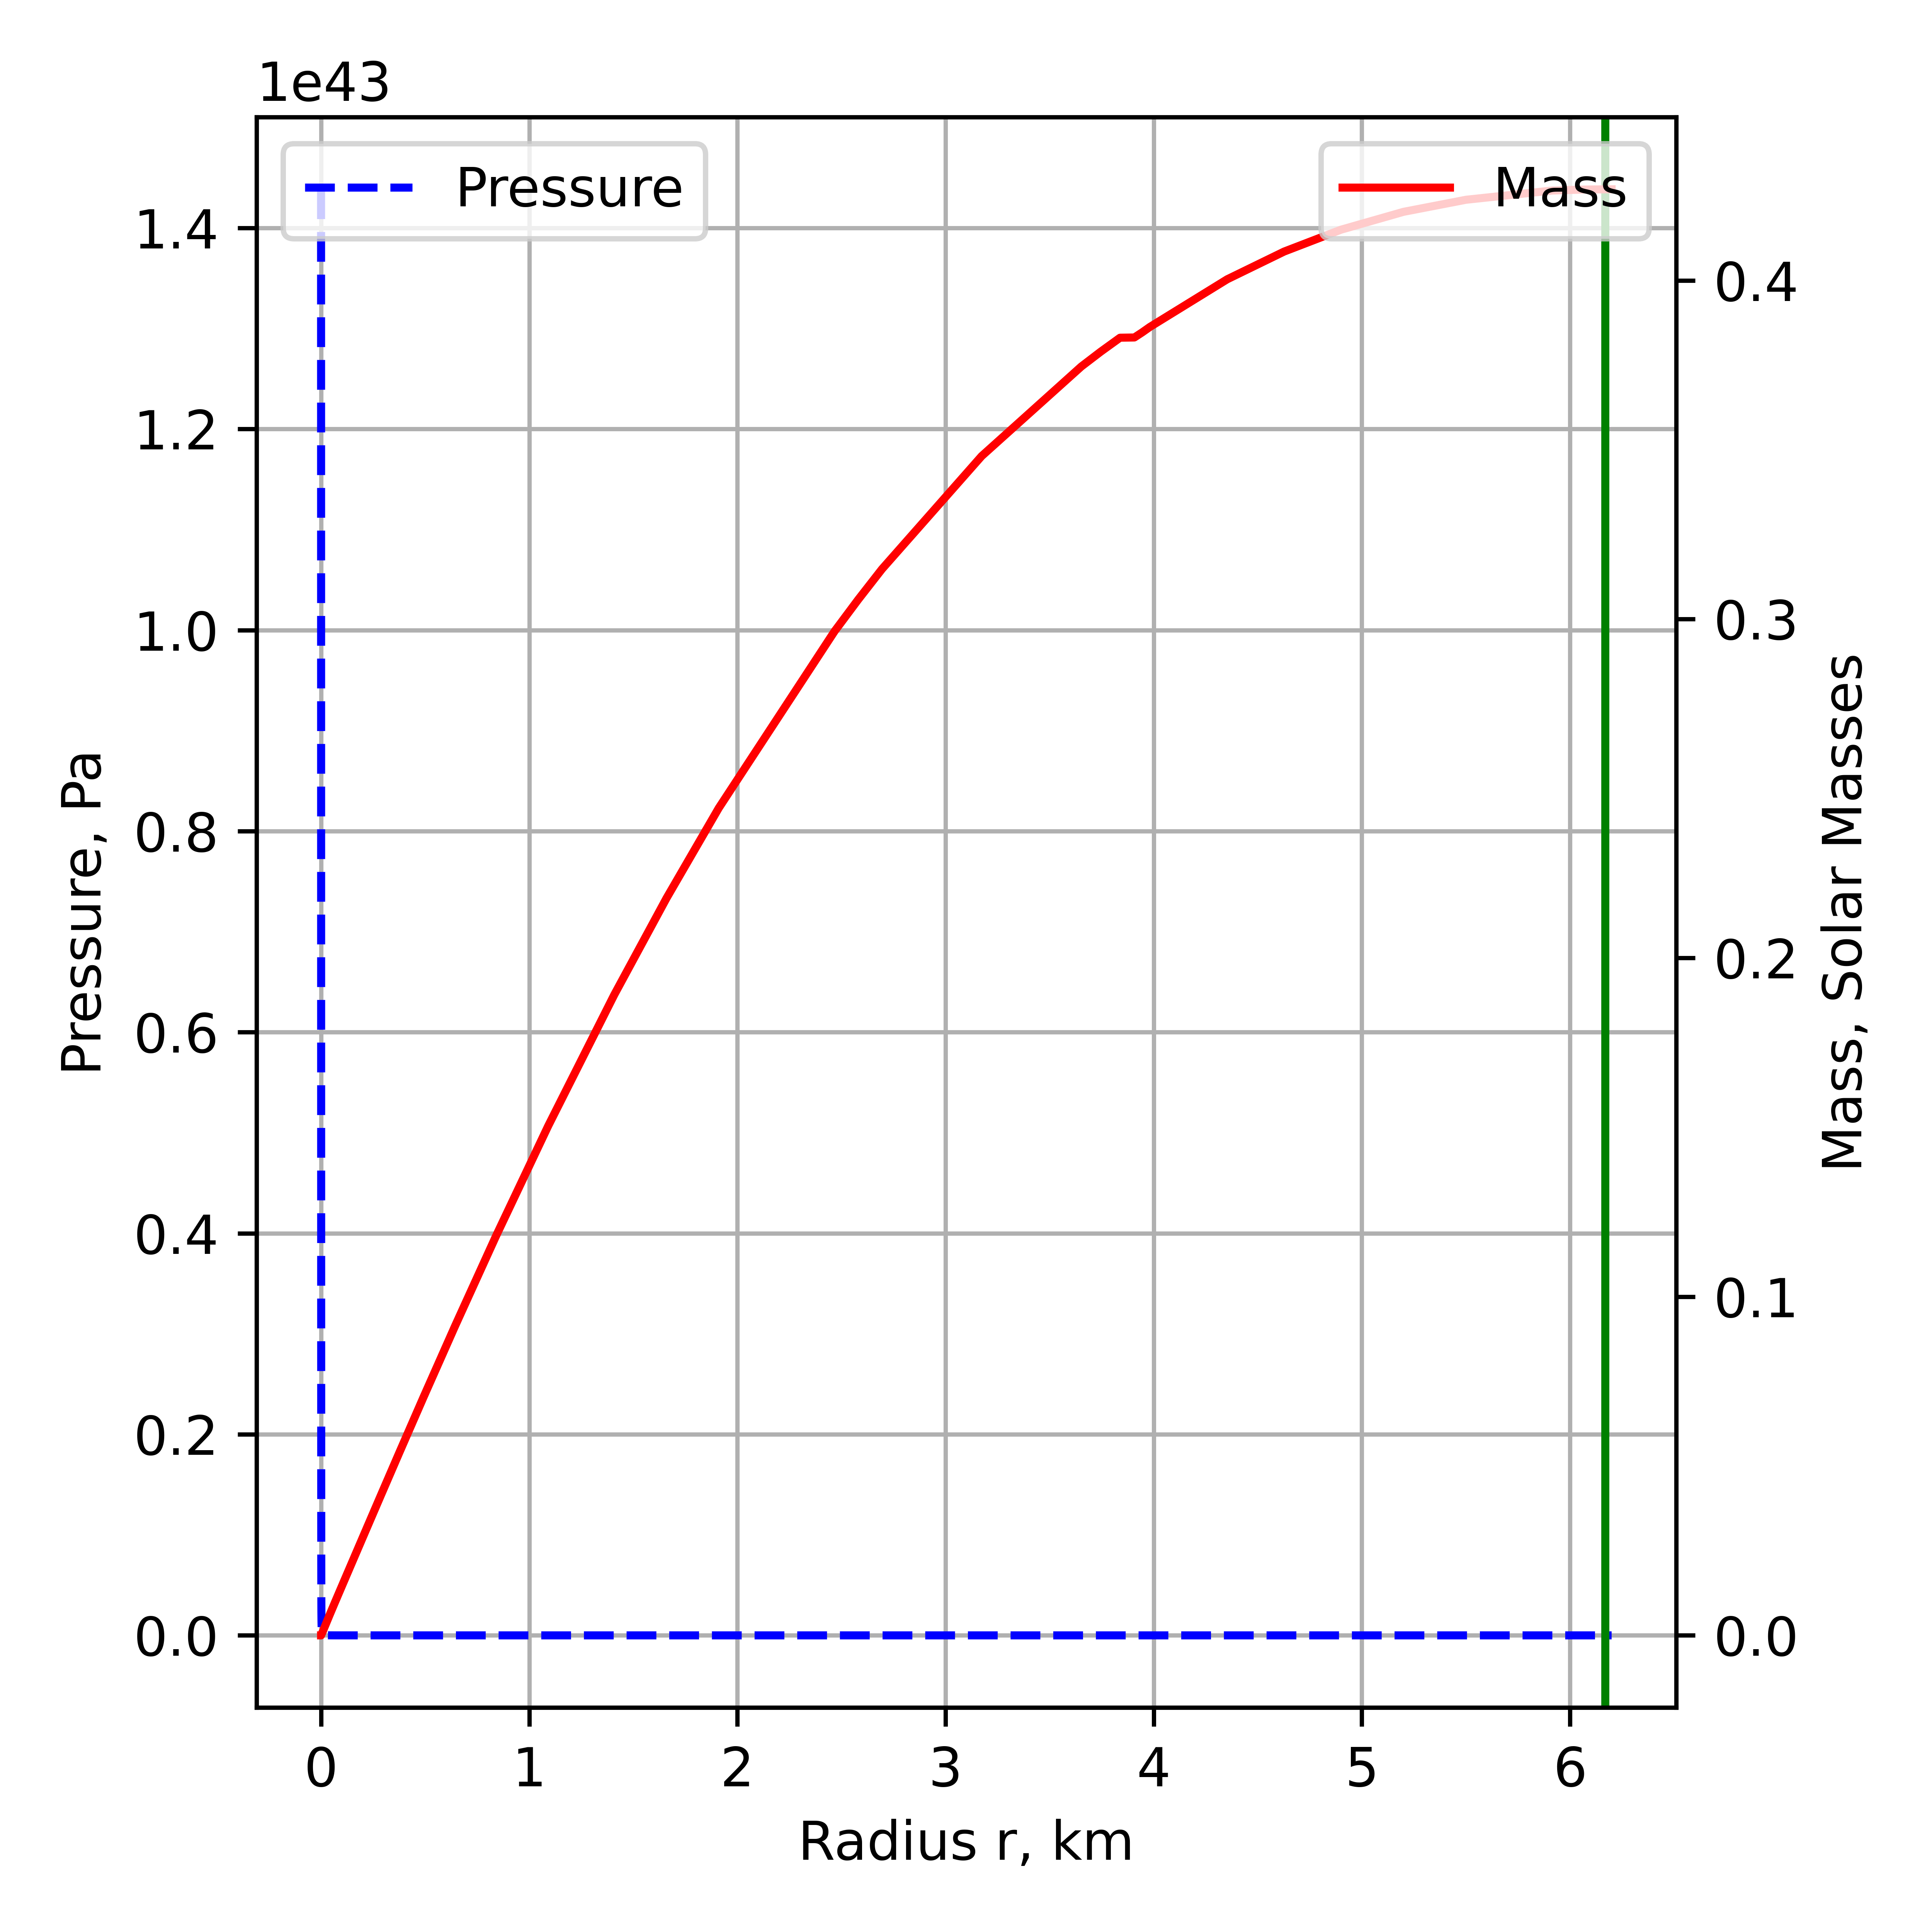 1e43
Pressure
Mass
1.4
1.2
1.0
0.8
0.6
0.4
0.2
0.0
Pressure, Pa
0.4
0.3
0.2
0.1
0.0
Mass, Solar Masses
0 1 2 3 4 5 6
Radius r, km